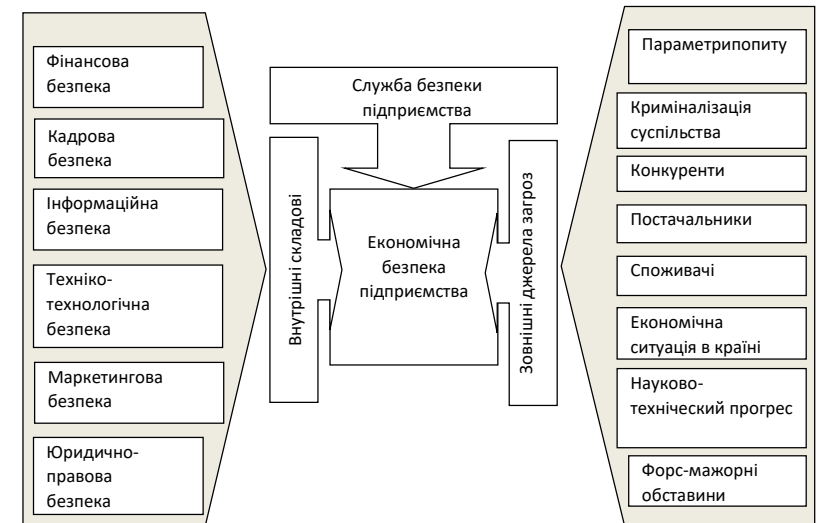 Фінансова
безпека
Кадрова
безпека
Інформаційна
безпека
Техніко-
технологічна
безпека
Маркетингова
безпека
Юридично-
правова
безпека
Внутрішні складові
Служба безпеки
підприємства
Економічна
безпека
підприємства
Зовнішні джерела загроз
Параметрипопиту
Криміналізація
суспільства
Конкуренти
Постачальники
Споживачі
Економічна
ситуація в країні
Науково-
техніческий прогрес
Форс-мажорні
обставини